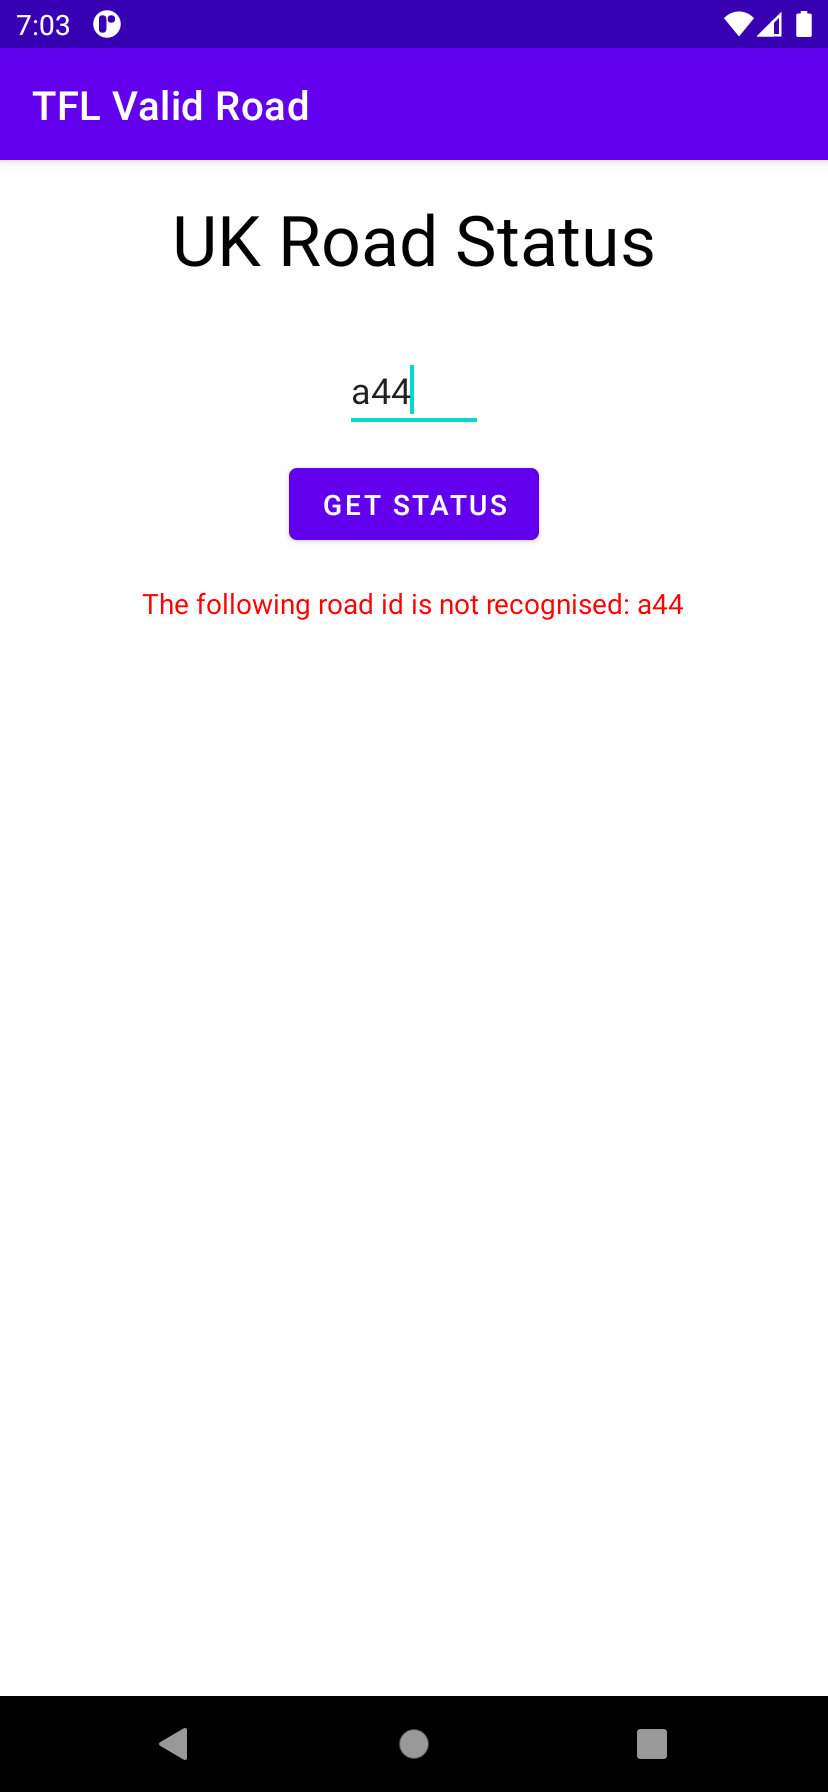 7:03
TFL Valid Road
UK Road Status
a44
GET STATUS
The following road id is not recognised: a44